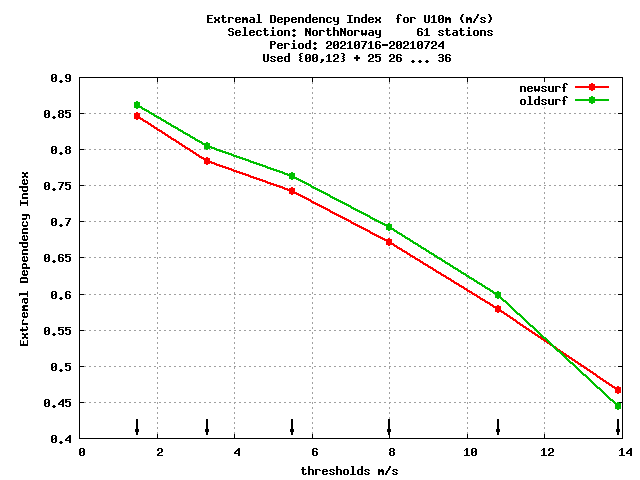 Extremal Dependency Index  for U10m (m/s)
Selection: NorthNorway     61 stations
Period: 20210716-20210724
Used {00,12} + 25 26 ... 36
newsurf
oldsurf
0.9
0.85
0.8
0.75
0.7
0.65
0.6
0.55
0.5
0.45
0.4
Extremal Dependency Index
0 2 4 6 8 10 12 14
thresholds m/s